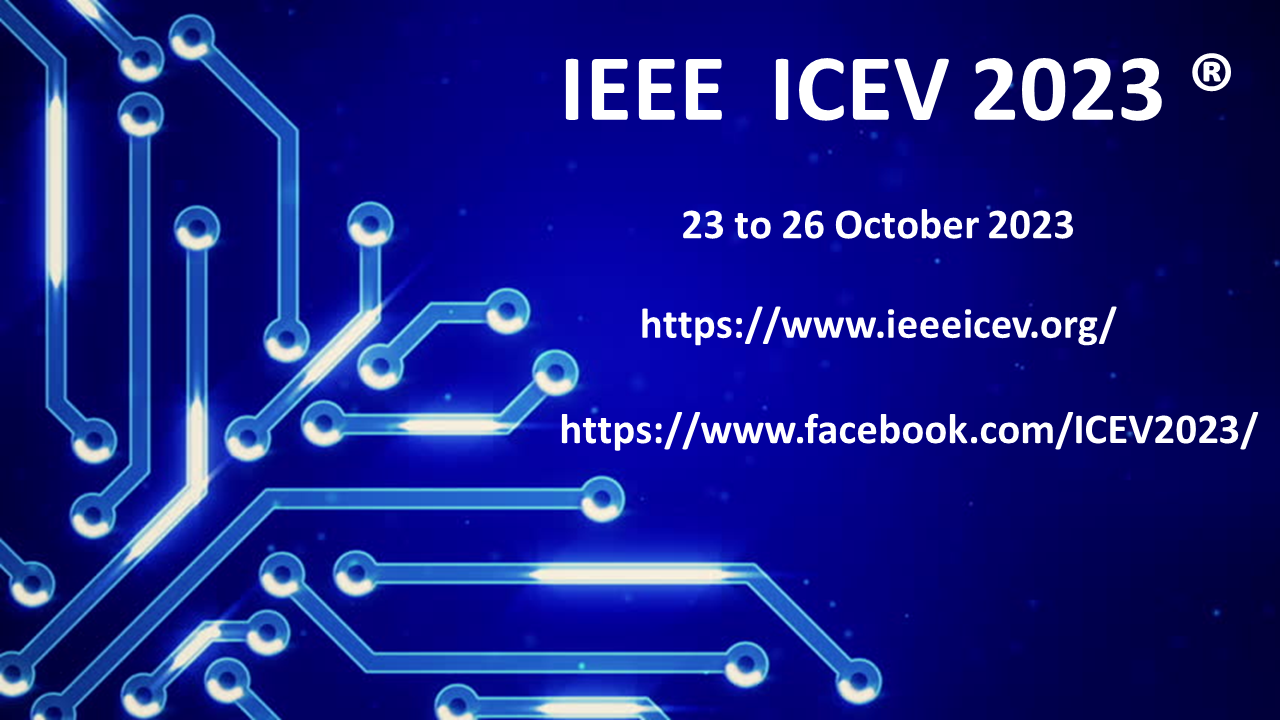 IEEE ICEV 2023 ®
23 to 26 October 2023
https://www.ieeeicev.org/
https://www.facebook.com/ICEV2023/